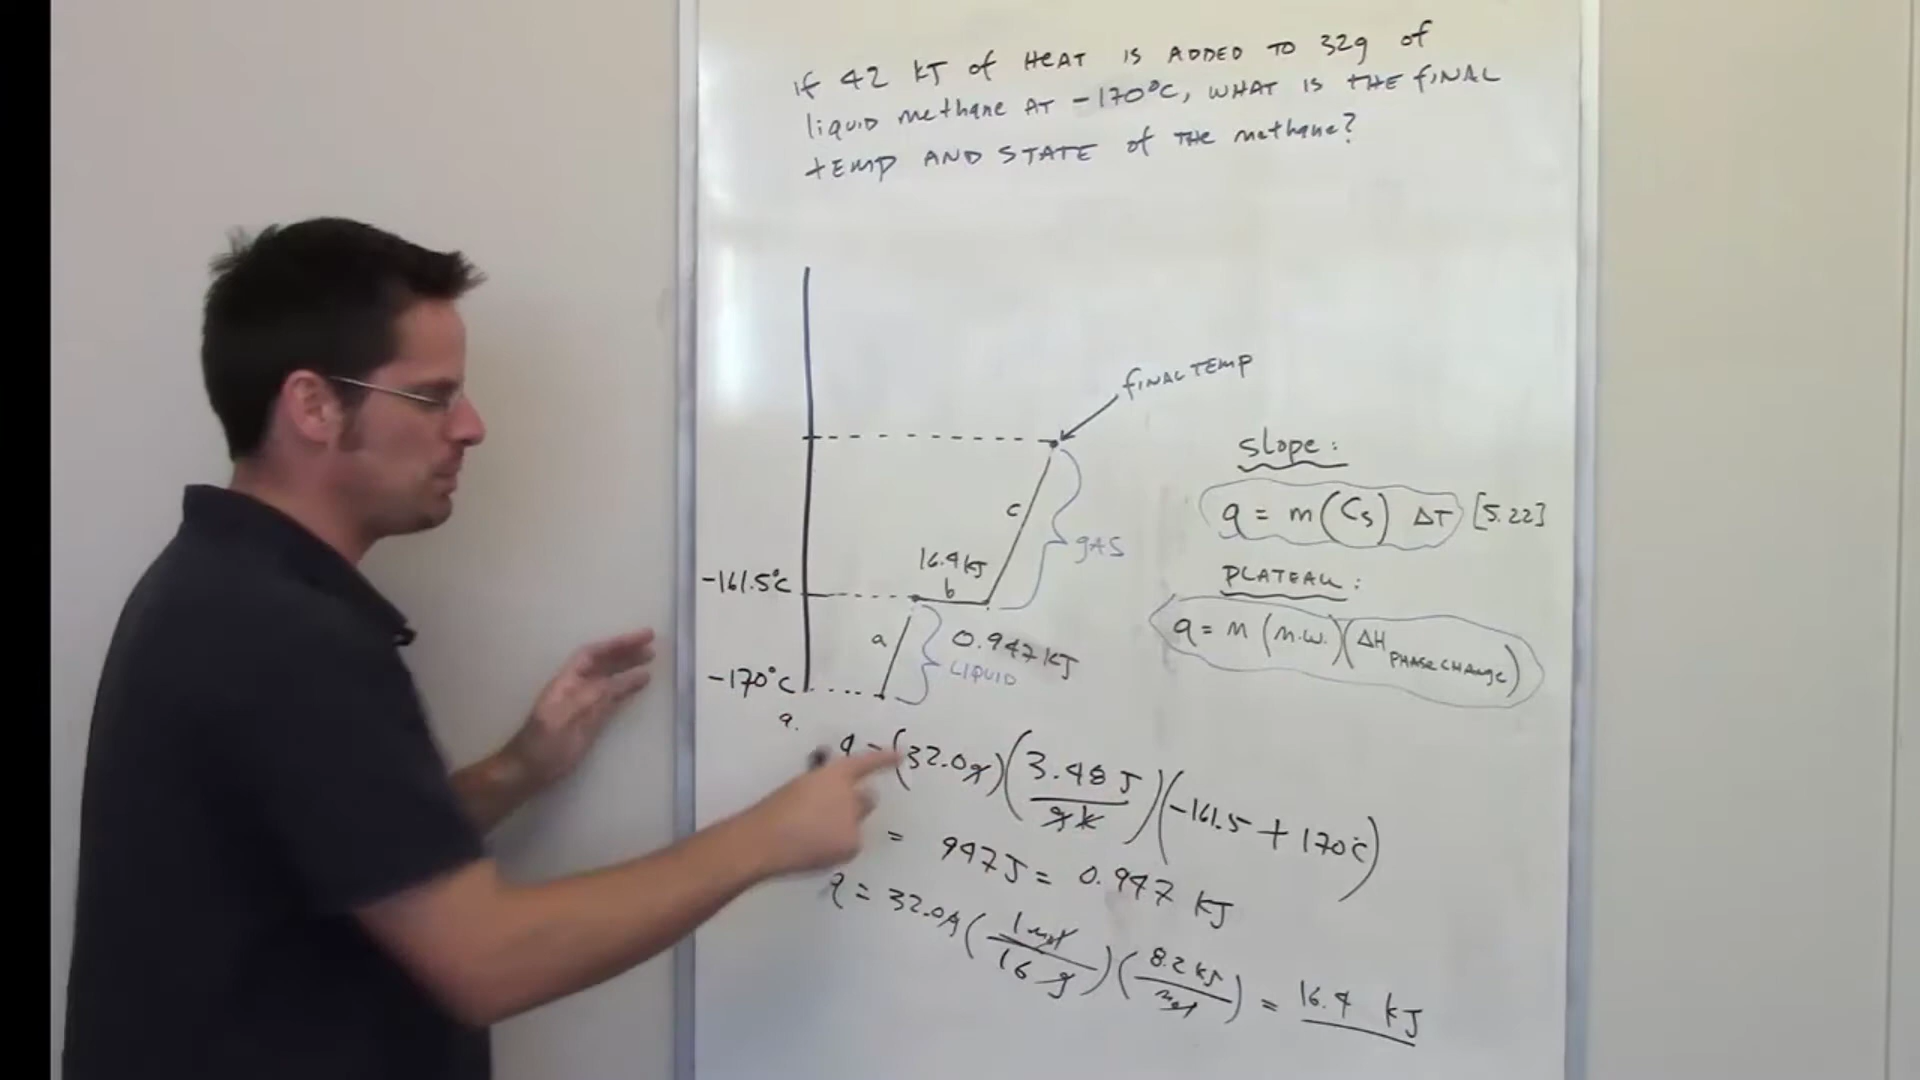 If 42 KJ of HeAT IS ADDED TO 32g of
liquid methane AT -170°C, WHAT IS THE fINAL
tEMP AND STATE of THE methane?
fINAL TEMP
c
gAS
16.4 kJ
b
-161.5°C
a
0.947 KJ
LIQUID
-170°C
a.
Slope:
q = m (Cs) ΔT [5.22]
PLATEAU:
q = m (m.w.) (ΔH PHASE CHANGE)
q = (32.0g) (3.48 J / g k) (-161.5 + 170°C)
= 947 J = 0.947 KJ
q = 32.0g (1 mol / 16 g) (8.2 kJ / mol) = 16.4 kJ